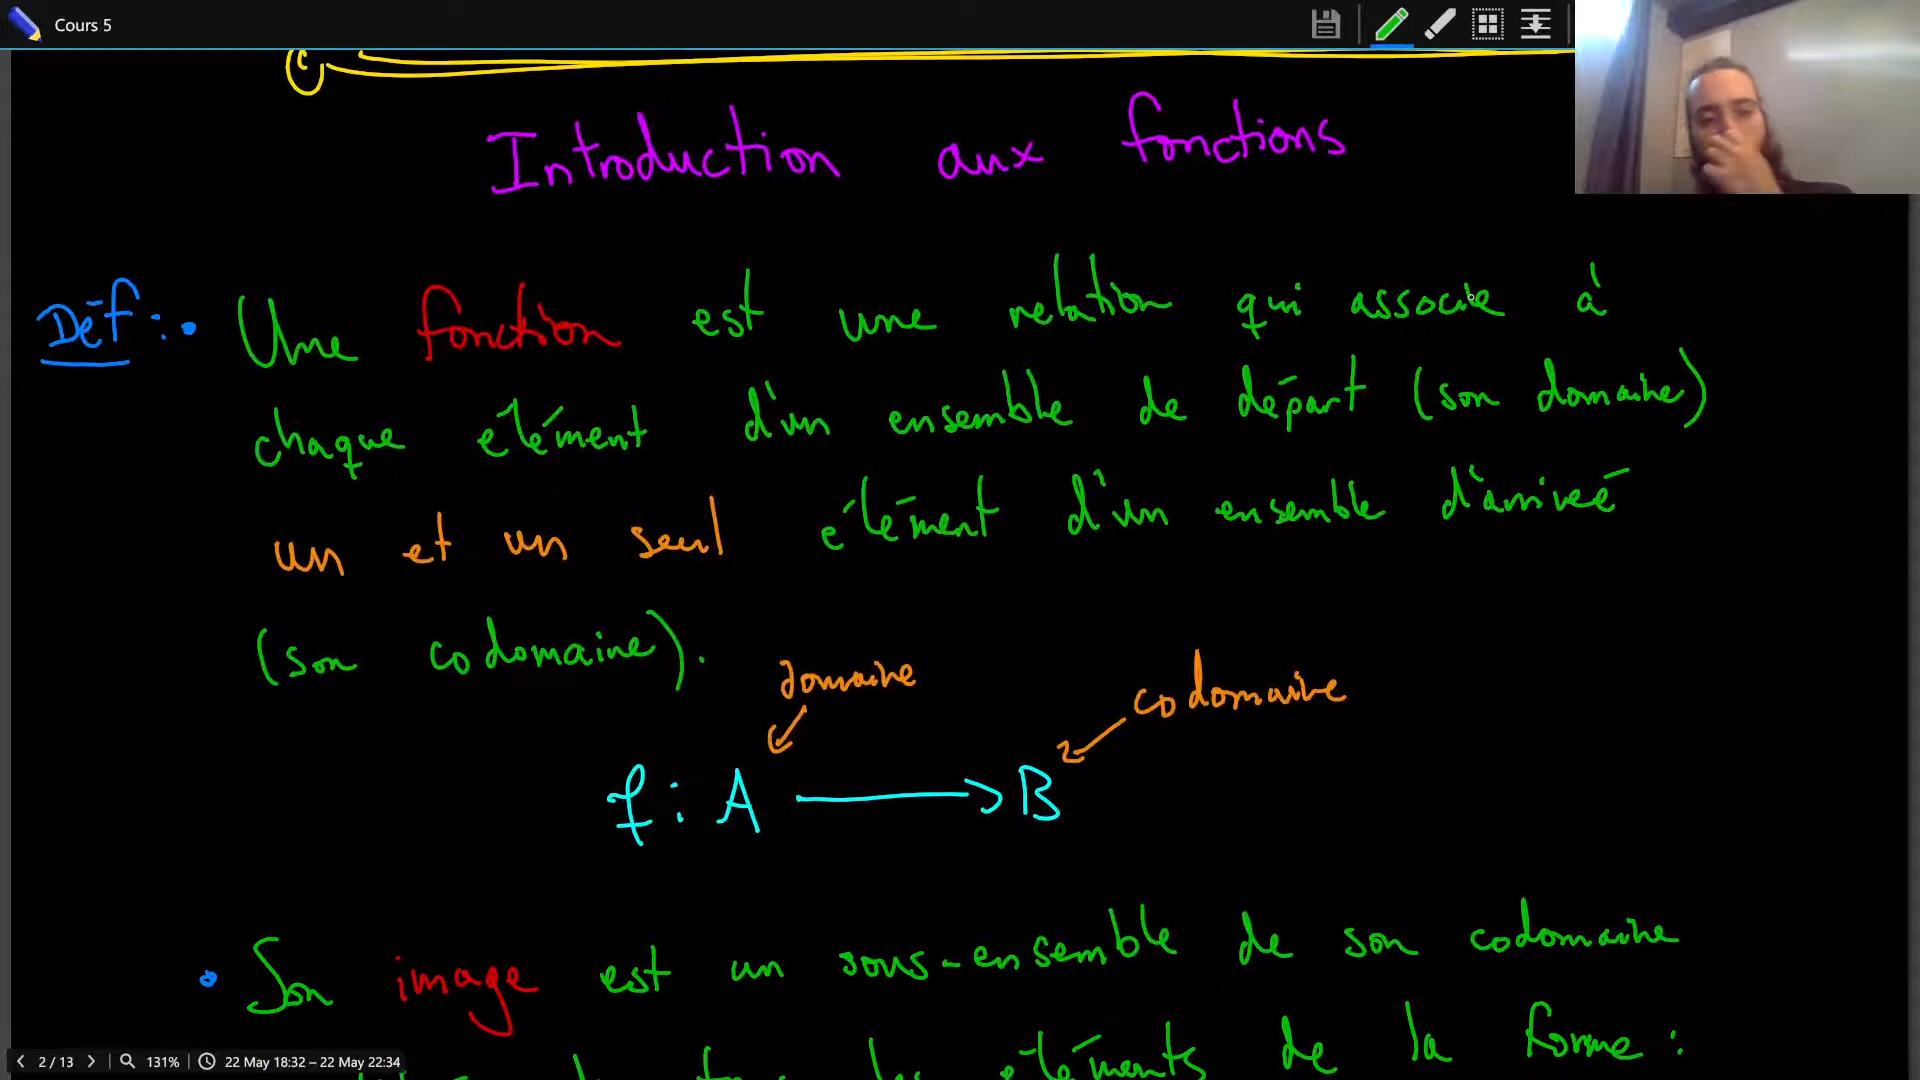 Cours 5
Introduction aux fonctions
Déf : • Une fonction est une relation qui associe à
chaque élément d'un ensemble de départ (son domaine)
un et un seul élément d'un ensemble d'arrivée
(son codomaine).
domaine
codomaine
f : A → B
• Son image est un sous-ensemble de son codomaine
les éléments de la forme :
2 / 13
131%
22 May 18:32 – 22 May 22:34